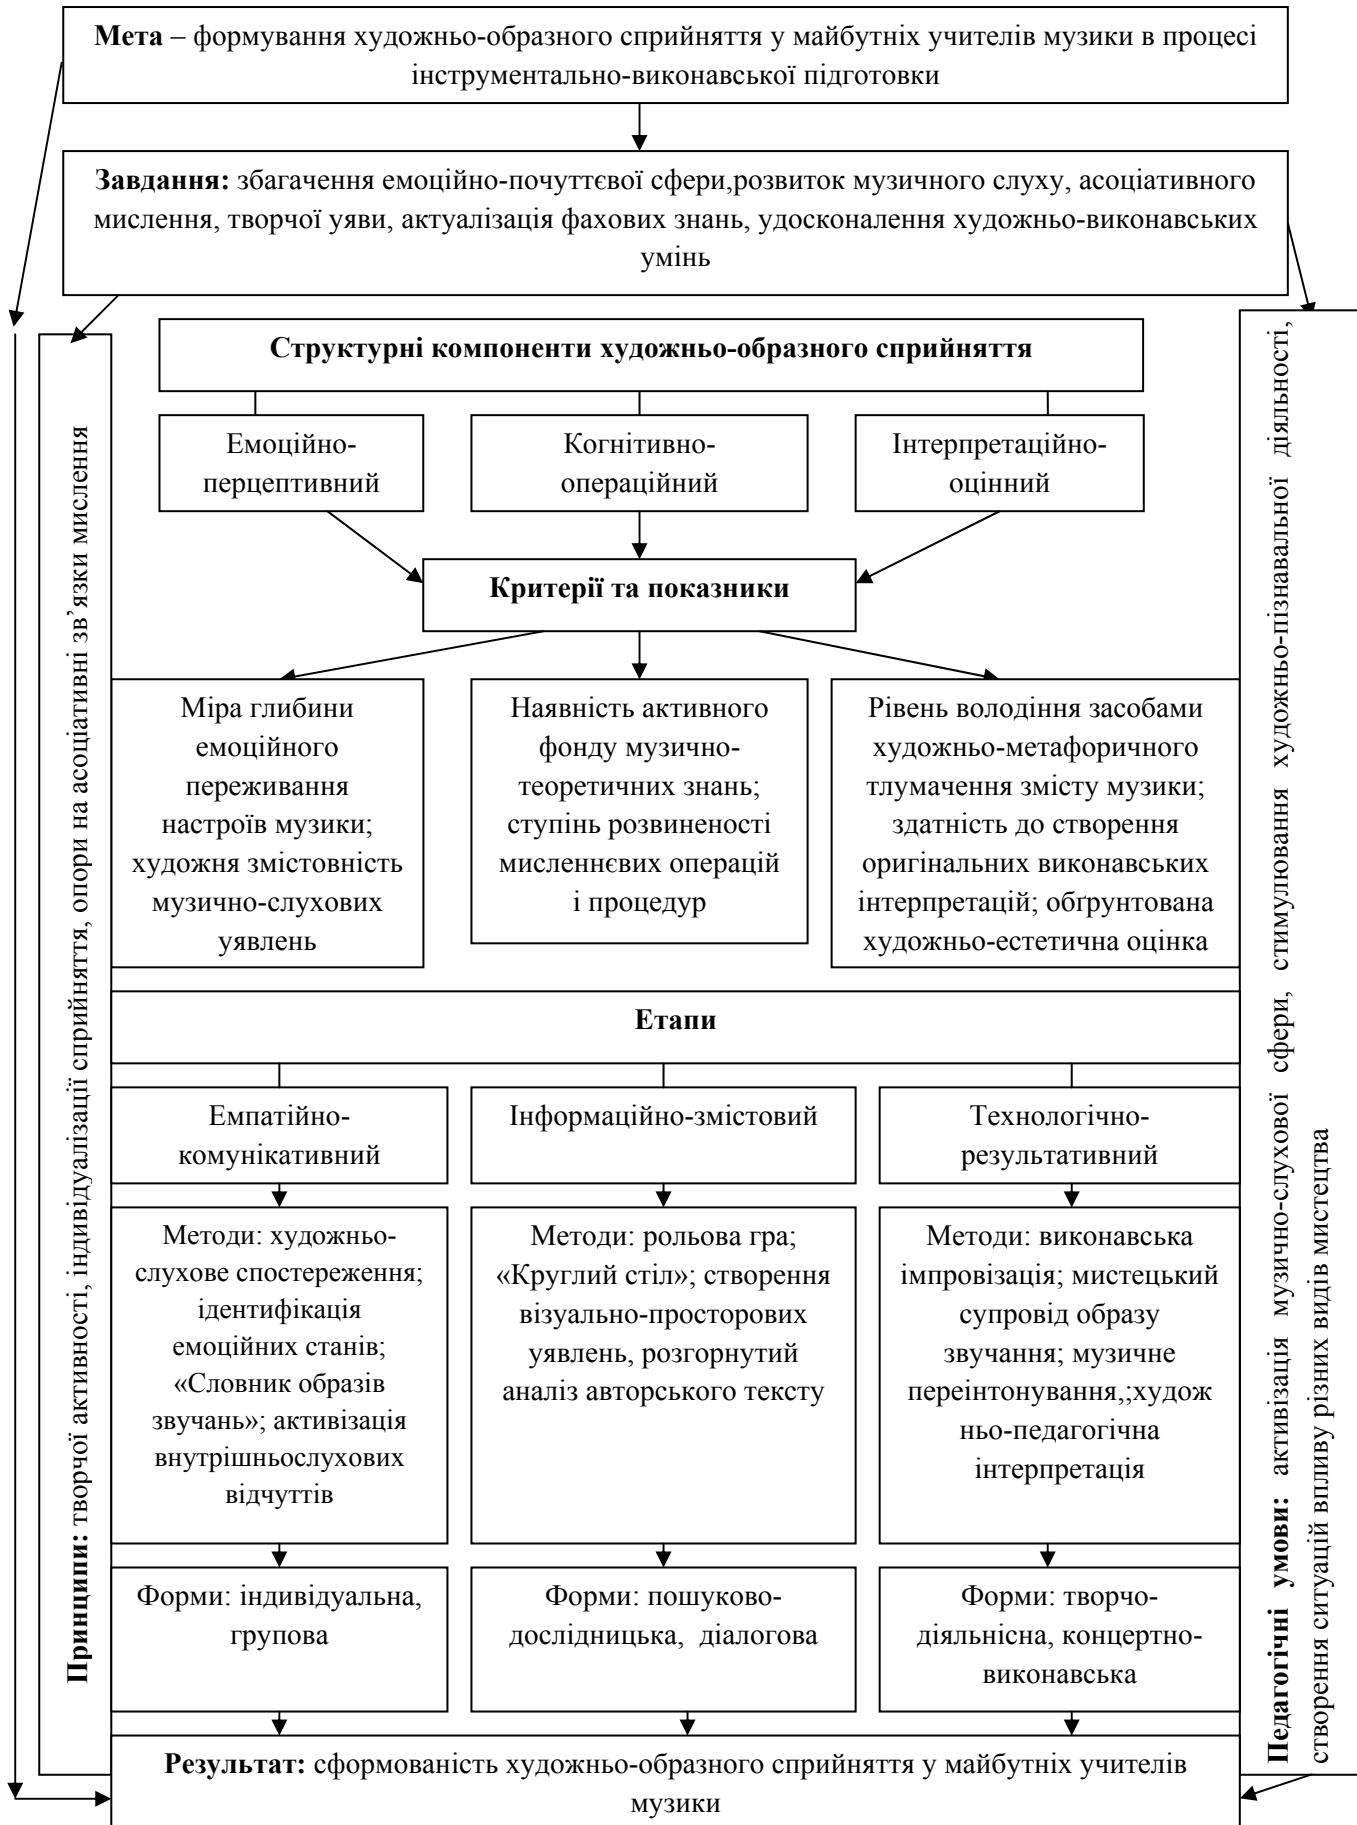 Мета – формування художньо-образного сприйняття у майбутніх учителів музики в процесі
інструментально-виконавської підготовки
Завдання: збагачення емоційно-почуттєвої сфери,розвиток музичного слуху, асоціативного
мислення, творчої уяви, актуалізація фахових знань, удосконалення художньо-виконавських
умінь
Принципи: творчої активності, індивідуалізації сприйняття, опори на асоціативні зв’язки мислення
Структурні компоненти художньо-образного сприйняття
Емоційно-
перцептивний
Когнітивно-
операційний
Інтерпретаційно-
оцінний
Критерії та показники
Міра глибини
емоційного
переживання
настроїв музики;
художня змістовність
музично-слухових
уявлень
Наявність активного
фонду музично-
теоретичних знань;
ступінь розвиненості
мисленнєвих операцій
і процедур
Рівень володіння засобами
художньо-метафоричного
тлумачення змісту музики;
здатність до створення
оригінальних виконавських
інтерпретацій; обґрунтована
художньо-естетична оцінка
Етапи
Емпатійно-
комунікативний
Інформаційно-змістовий
Технологічно-
результативний
Методи: художньо-
слухове спостереження;
ідентифікація
емоційних станів;
«Словник образів
звучань»; активізація
внутрішньослухових
відчуттів
Методи: рольова гра;
«Круглий стіл»; створення
візуально-просторових
уявлень, розгорнутий
аналіз авторського тексту
Методи: виконавська
імпровізація; мистецький
супровід образу
звучання; музичне
переінтонування,;худож
ньо-педагогічна
інтерпретація
Форми: індивідуальна,
групова
Форми: пошуково-
дослідницька, діалогова
Форми: творчо-
діяльнісна, концертно-
виконавська
Педагогічні умови: активізація музично-слухової сфери, стимулювання художньо-пізнавальної діяльності,
створення ситуацій впливу різних видів мистецтва
Результат: сформованість художньо-образного сприйняття у майбутніх учителів
музики